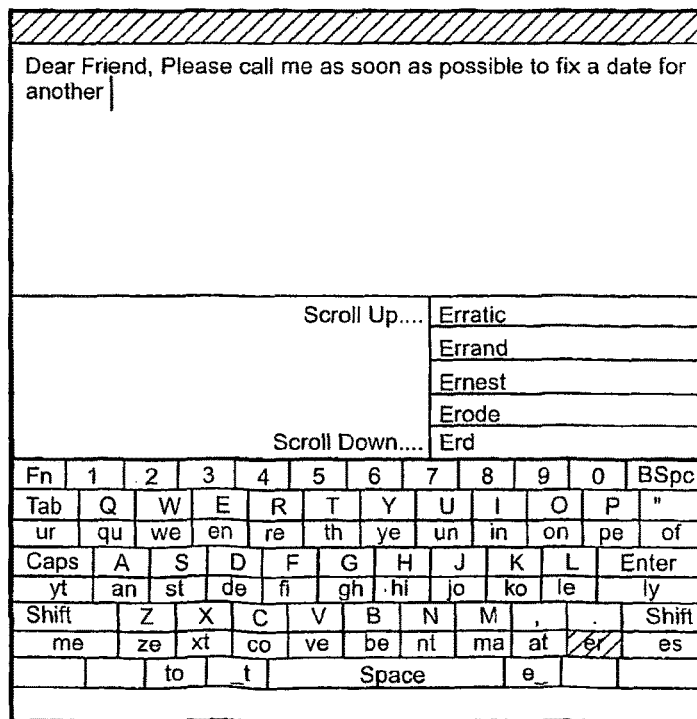 Dear Friend, Please call me as soon as possible to fix a date for
another
Scroll Up.... Erratic
Errand
Ernest
Erode
Scroll Down.... Erd
Fn 1 2 3 4 5 6 7 8 9 0 BSpc
Tab Q W E R T Y U I O P "
ur qu we en re th ye un in on pe of
Caps A S D F G H J K L Enter
yt an st de fi gh hi jo ko le ly
Shift Z X C V B N M , . Shift
me ze xt co ve be nt ma at er es
to _t Space e_